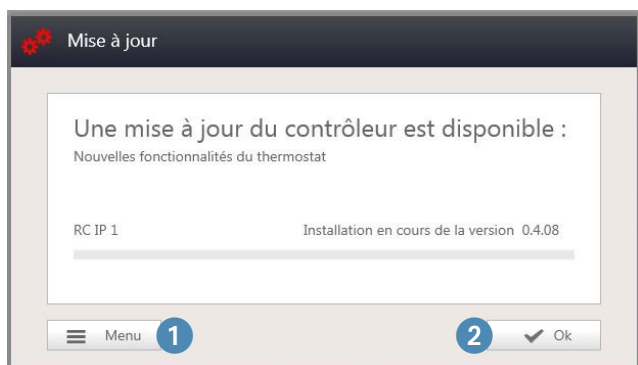 Mise à jour
Une mise à jour du contrôleur est disponible :
Nouvelles fonctionnalités du thermostat
RC IP 1 Installation en cours de la version 0.4.08
Menu 1 2 Ok